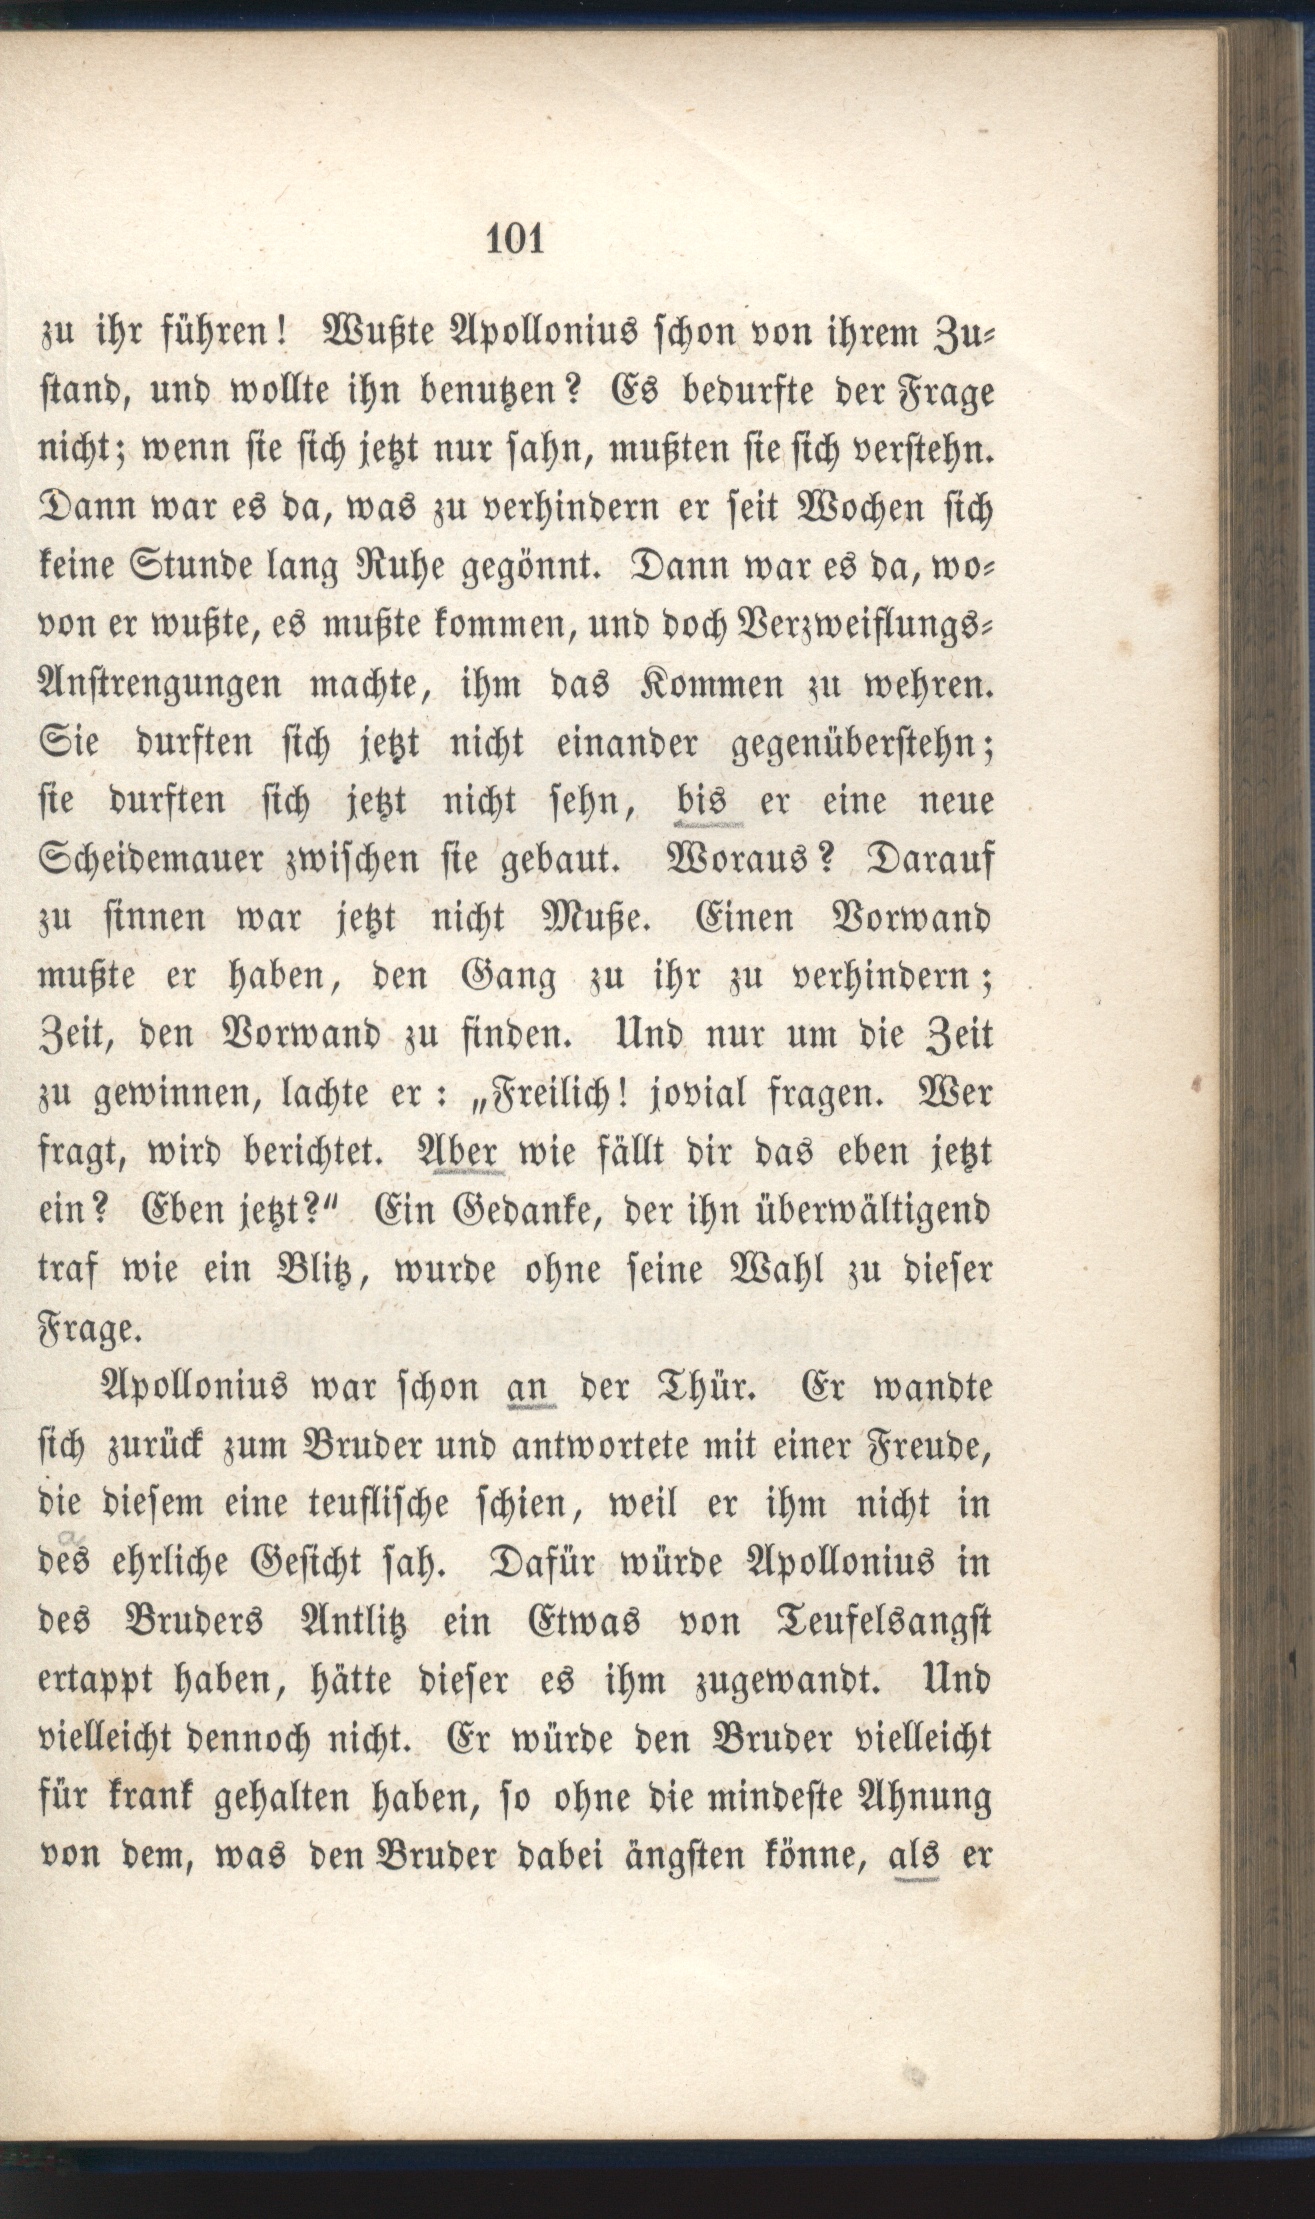 101
zu ihr führen! Wußte Apollonius schon von ihrem Zu-
stand, und wollte ihn benutzen? Es bedurfte der Frage
nicht; wenn sie sich jetzt nur sahn, mußten sie sich verstehn.
Dann war es da, was zu verhindern er seit Wochen sich
keine Stunde lang Ruhe gegönnt. Dann war es da, wo-
von er wußte, es mußte kommen, und doch Verzweiflungs-
Anstrengungen machte, ihm das Kommen zu wehren.
Sie durften sich jetzt nicht einander gegenüberstehn;
sie durften sich jetzt nicht sehn, bis er eine neue
Scheidemauer zwischen sie gebaut. Woraus? Darauf
zu sinnen war jetzt nicht Muße. Einen Vorwand
mußte er haben, den Gang zu ihr zu verhindern;
Zeit, den Vorwand zu finden. Und nur um die Zeit
zu gewinnen, lachte er: „Freilich! jovial fragen. Wer
fragt, wird berichtet. Aber wie fällt dir das eben jetzt
ein? Eben jetzt?“ Ein Gedanke, der ihn überwältigend
traf wie ein Blitz, wurde ohne seine Wahl zu dieser
Frage.
Apollonius war schon an der Thür. Er wandte
sich zurück zum Bruder und antwortete mit einer Freude,
die diesem eine teuflische schien, weil er ihm nicht in
a
des ehrliche Gesicht sah. Dafür würde Apollonius in
des Bruders Antlitz ein Etwas von Teufelsangst
ertappt haben, hätte dieser es ihm zugewandt. Und
vielleicht dennoch nicht. Er würde den Bruder vielleicht
für krank gehalten haben, so ohne die mindeste Ahnung
von dem, was den Bruder dabei ängsten könne, als er